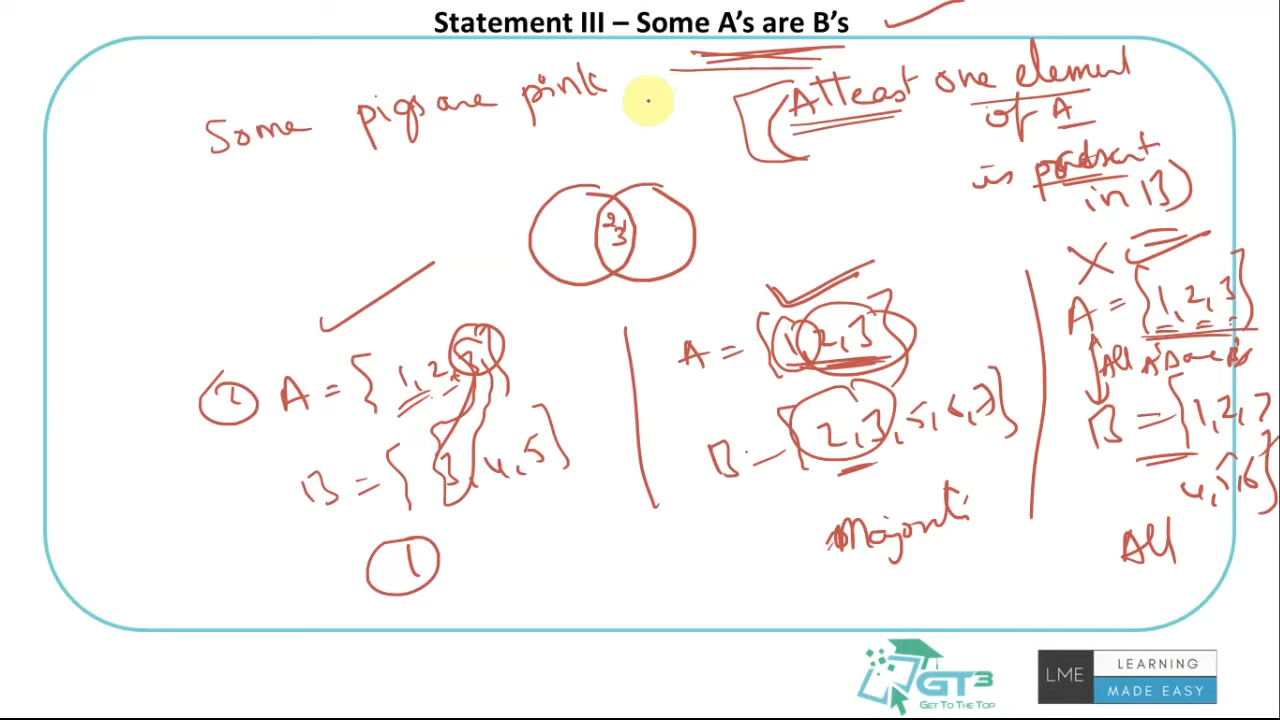 Statement III – Some A's are B's
Some pigs are pink
(Atleast one element
of A
is present
in B)
2,
3
① A = { 1, 2, 3 }
B = { 3, 4, 5 }
1
A = { 1, 2, 3 }
B = { 2, 3, 5, 6, 7 }
X
A = { 1, 2, 3 }
All A's are B's
B = { 1, 2, 3
4, 5, 6 }
All
GT3
GET TO THE TOP
LME LEARNING
MADE EASY